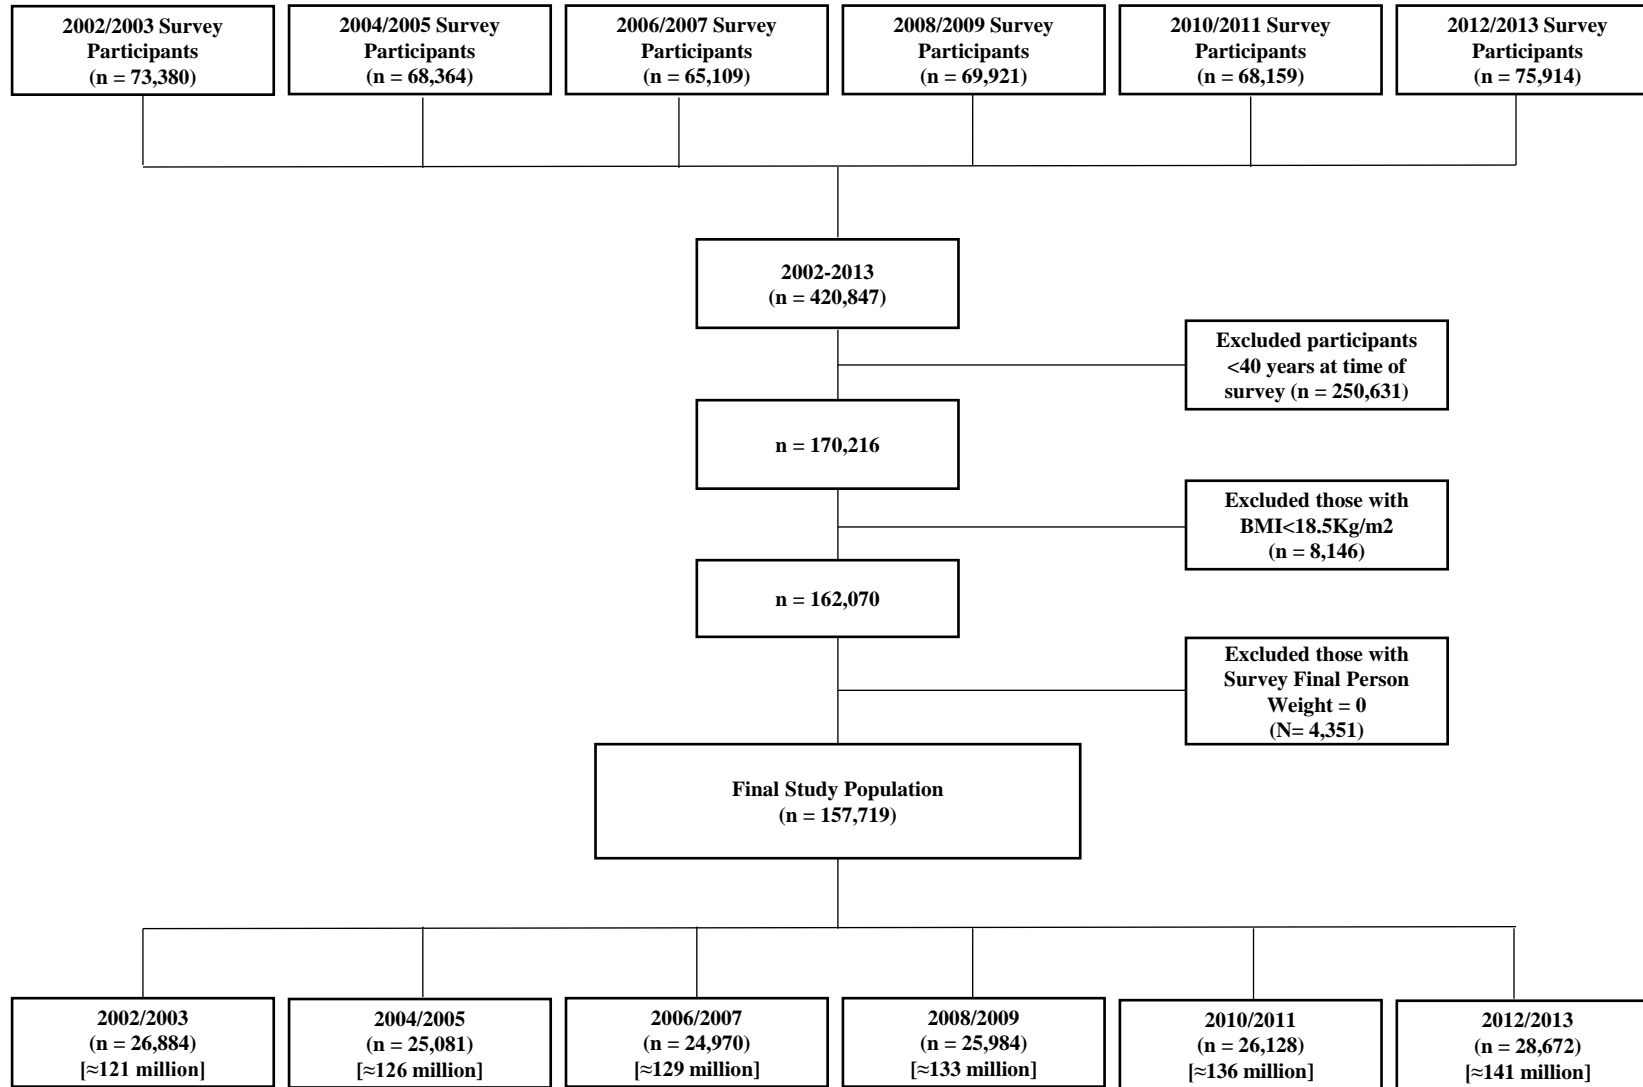 2002/2003 Survey
Participants
(n = 73,380)
2004/2005 Survey
Participants
(n = 68,364)
2006/2007 Survey
Participants
(n = 65,109)
2008/2009 Survey
Participants
(n = 69,921)
2010/2011 Survey
Participants
(n = 68,159)
2012/2013 Survey
Participants
(n = 75,914)
2002-2013
(n = 420,847)
Excluded participants
<40 years at time of
survey (n = 250,631)
n = 170,216
Excluded those with
BMI<18.5Kg/m2
(n = 8,146)
n = 162,070
Excluded those with
Survey Final Person
Weight = 0
(N= 4,351)
Final Study Population
(n = 157,719)
2002/2003
(n = 26,884)
[≈121 million]
2004/2005
(n = 25,081)
[≈126 million]
2006/2007
(n = 24,970)
[≈129 million]
2008/2009
(n = 25,984)
[≈133 million]
2010/2011
(n = 26,128)
[≈136 million]
2012/2013
(n = 28,672)
[≈141 million]